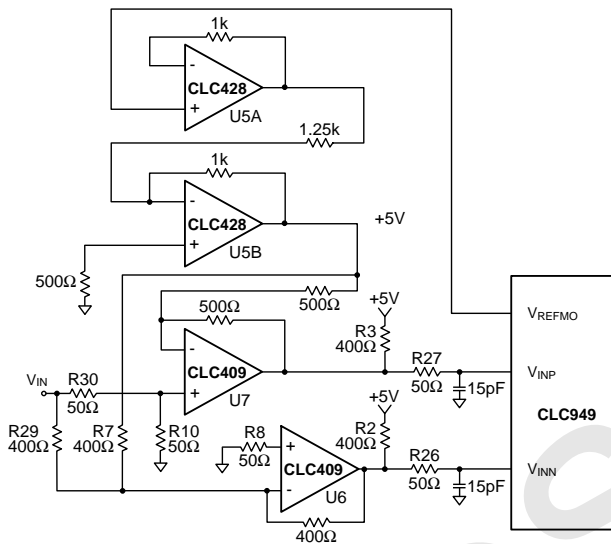 1k
-
CLC428
+
U5A
1.25k
1k
-
CLC428
+
U5B
+5V
500Ω
500Ω
500Ω
+5V
R3
400Ω
VREFMO
-
CLC409
+
U7
R27
50Ω
15pF
VINP
VIN
R30
50Ω
R29
400Ω
R7
400Ω
R10
50Ω
R8
50Ω
+
CLC409
-
U6
+5V
R2
400Ω
R26
50Ω
15pF
VINN
CLC949
400Ω